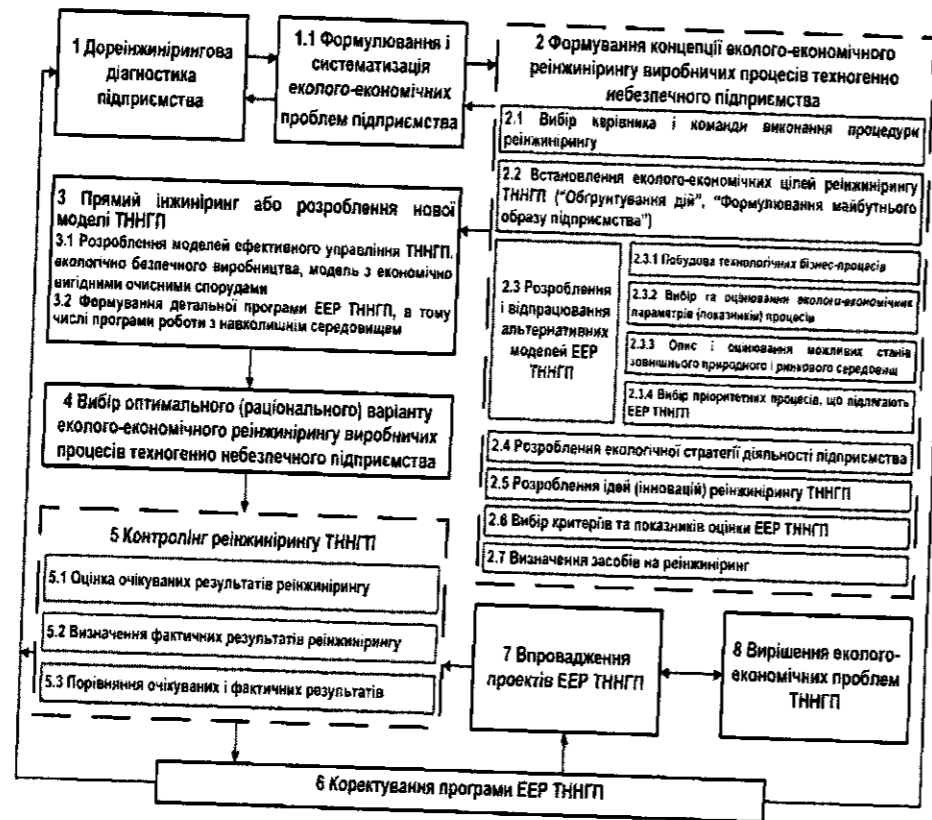 1 Дореінжинірингова
діагностика
підприємства
1.1 Формулювання і
систематизація
еколого-економічних
проблем підприємства
2 Формування концепції еколого-економічного
реінжинірингу виробничих процесів техногенно
небезпечного підприємства
2.1 Вибір керівника і команди виконання процедури
реінжинірингу
2.2 Встановлення еколого-економічних цілей реінжинірингу
ТННГП ("Обґрунтування дій", "Формулювання майбутнього
образу підприємства")
2.3 Розроблення
і відпрацювання
альтернативних
моделей ЕЕР
ТННГП
2.3.1 Побудова технологічних бізнес-процесів
2.3.2 Вибір та оцінювання еколого-економічних
параметрів (показників) процесів
2.3.3 Опис і оцінювання можливих станів
зовнішнього природного і ринкового середовищ
2.3.4 Вибір пріоритетних процесів, що підлягають
ЕЕР ТННГП
2.4 Розроблення екологічної стратегії діяльності підприємства
2.5 Розроблення ідей (інновацій) реінжинірингу ТННГП
2.6 Вибір критеріїв та показників оцінки ЕЕР ТННГП
2.7 Визначення засобів на реінжиніринг
3 Прямий інжиніринг або розроблення нової
моделі ТННГП
3.1 Розроблення моделей ефективного управління ТННГП,
екологічно безпечного виробництва, модель з економічно
вигідними очисними спорудами
3.2 Формування детальної програми ЕЕР ТННГП, в тому
числі програми роботи з навколишнім середовищем
4 Вибір оптимального (раціонального) варіанту
еколого-економічного реінжинірингу виробничих
процесів техногенно небезпечного підприємства
5 Контролінг реінжинірингу ТННГП
5.1 Оцінка очікуваних результатів реінжинірингу
5.2 Визначення фактичних результатів реінжинірингу
5.3 Порівняння очікуваних і фактичних результатів
7 Впровадження
проектів ЕЕР ТННГП
8 Вирішення еколого-
економічних проблем
ТННГП
6 Коректування програми ЕЕР ТННГП